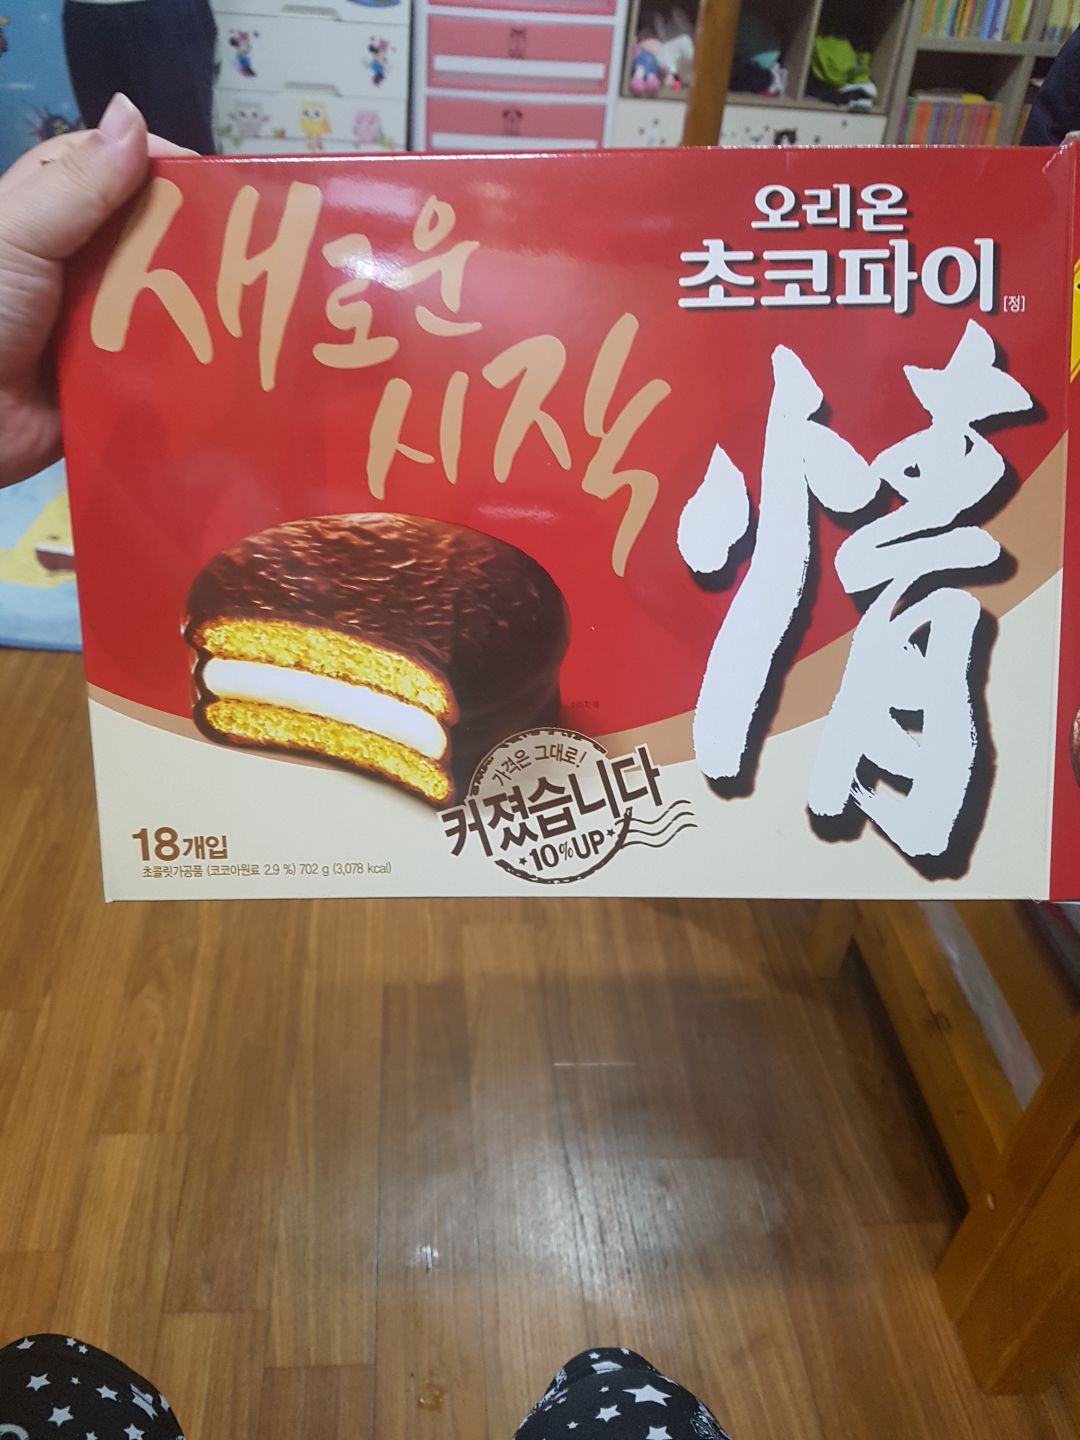 새로운
시작
오리온
초코파이 [정]
情
가격은 그대로!
커졌습니다
10%UP
18개입
초콜릿가공품 (코코아원료 2.9 %) 702 g (3,078 kcal)